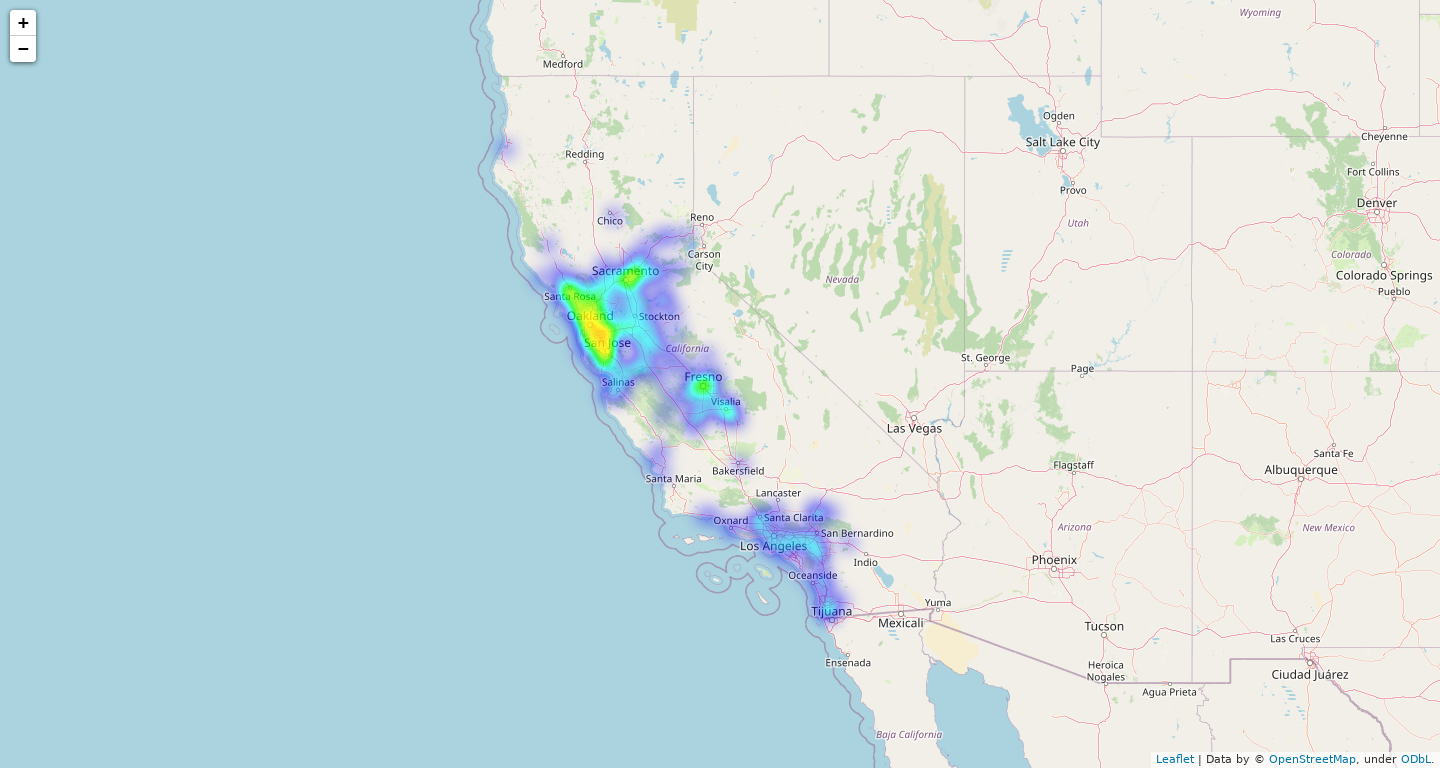 +
−
Wyoming
Medford
Ogden
Salt Lake City
Cheyenne
Redding
Fort Collins
Provo
Denver
Chico
Reno
Utah
Carson
City
Colorado
Sacramento
Colorado Springs
Nevada
Pueblo
Santa Rosa
Oakland
Stockton
San Jose
California
St. George
Page
Fresno
Salinas
Visalia
Las Vegas
Santa Fe
Flagstaff
Albuquerque
Bakersfield
Santa Maria
Lancaster
Oxnard
Santa Clarita
Arizona
New Mexico
San Bernardino
Los Angeles
Phoenix
Indio
Oceanside
Yuma
Tijuana
Mexicali
Tucson
Las Cruces
Ensenada
Heroica
Nogales
Ciudad Juárez
Agua Prieta
Baja California
Leaflet | Data by © OpenStreetMap, under ODbL.